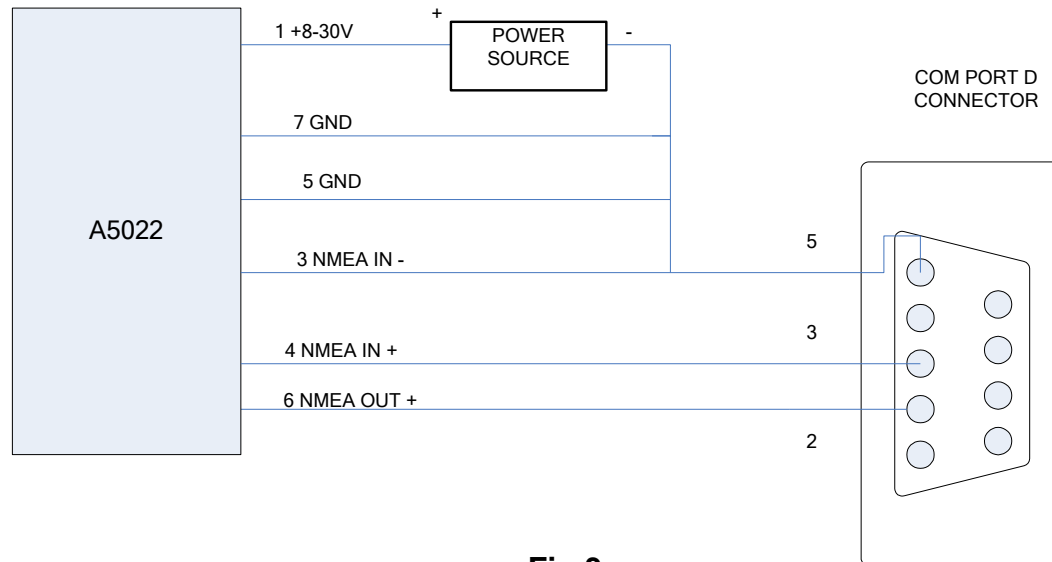 1 +8-30V
+
POWER
SOURCE
-
COM PORT D
CONNECTOR
7 GND
5 GND
A5022
5
3 NMEA IN -
3
4 NMEA IN +
6 NMEA OUT +
2